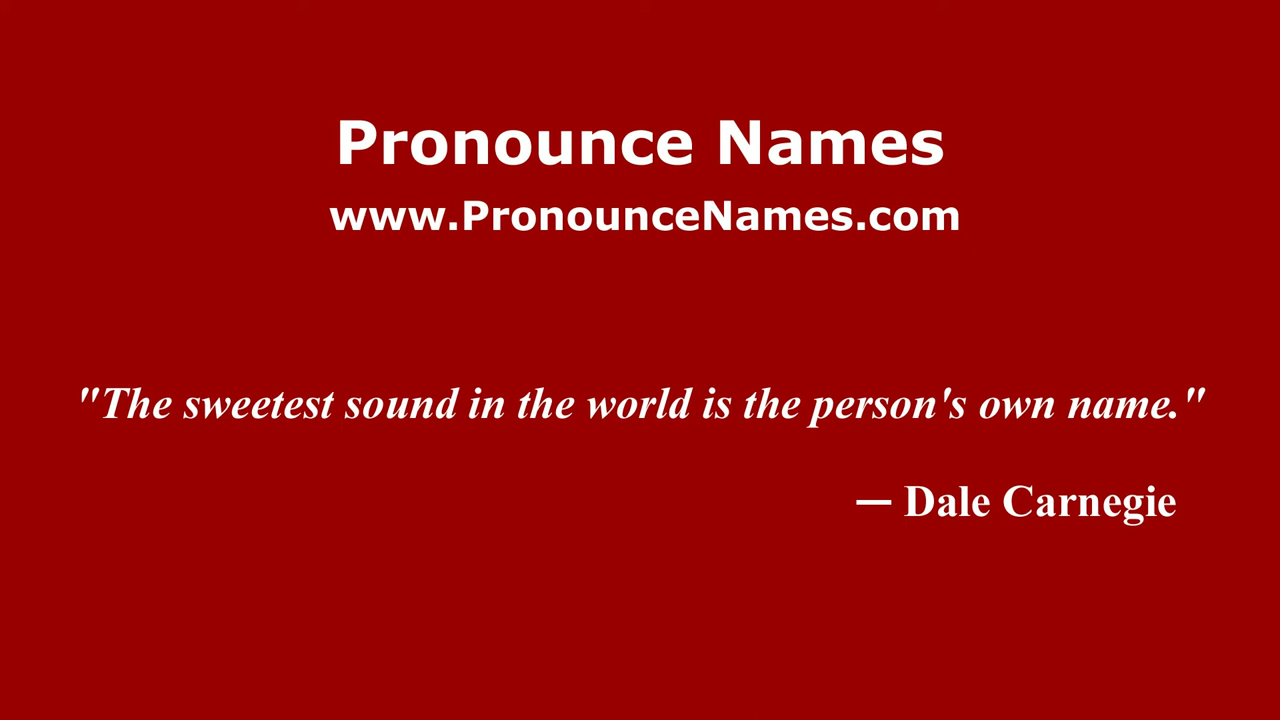 Pronounce Names
www.PronounceNames.com
"The sweetest sound in the world is the person's own name."
— Dale Carnegie